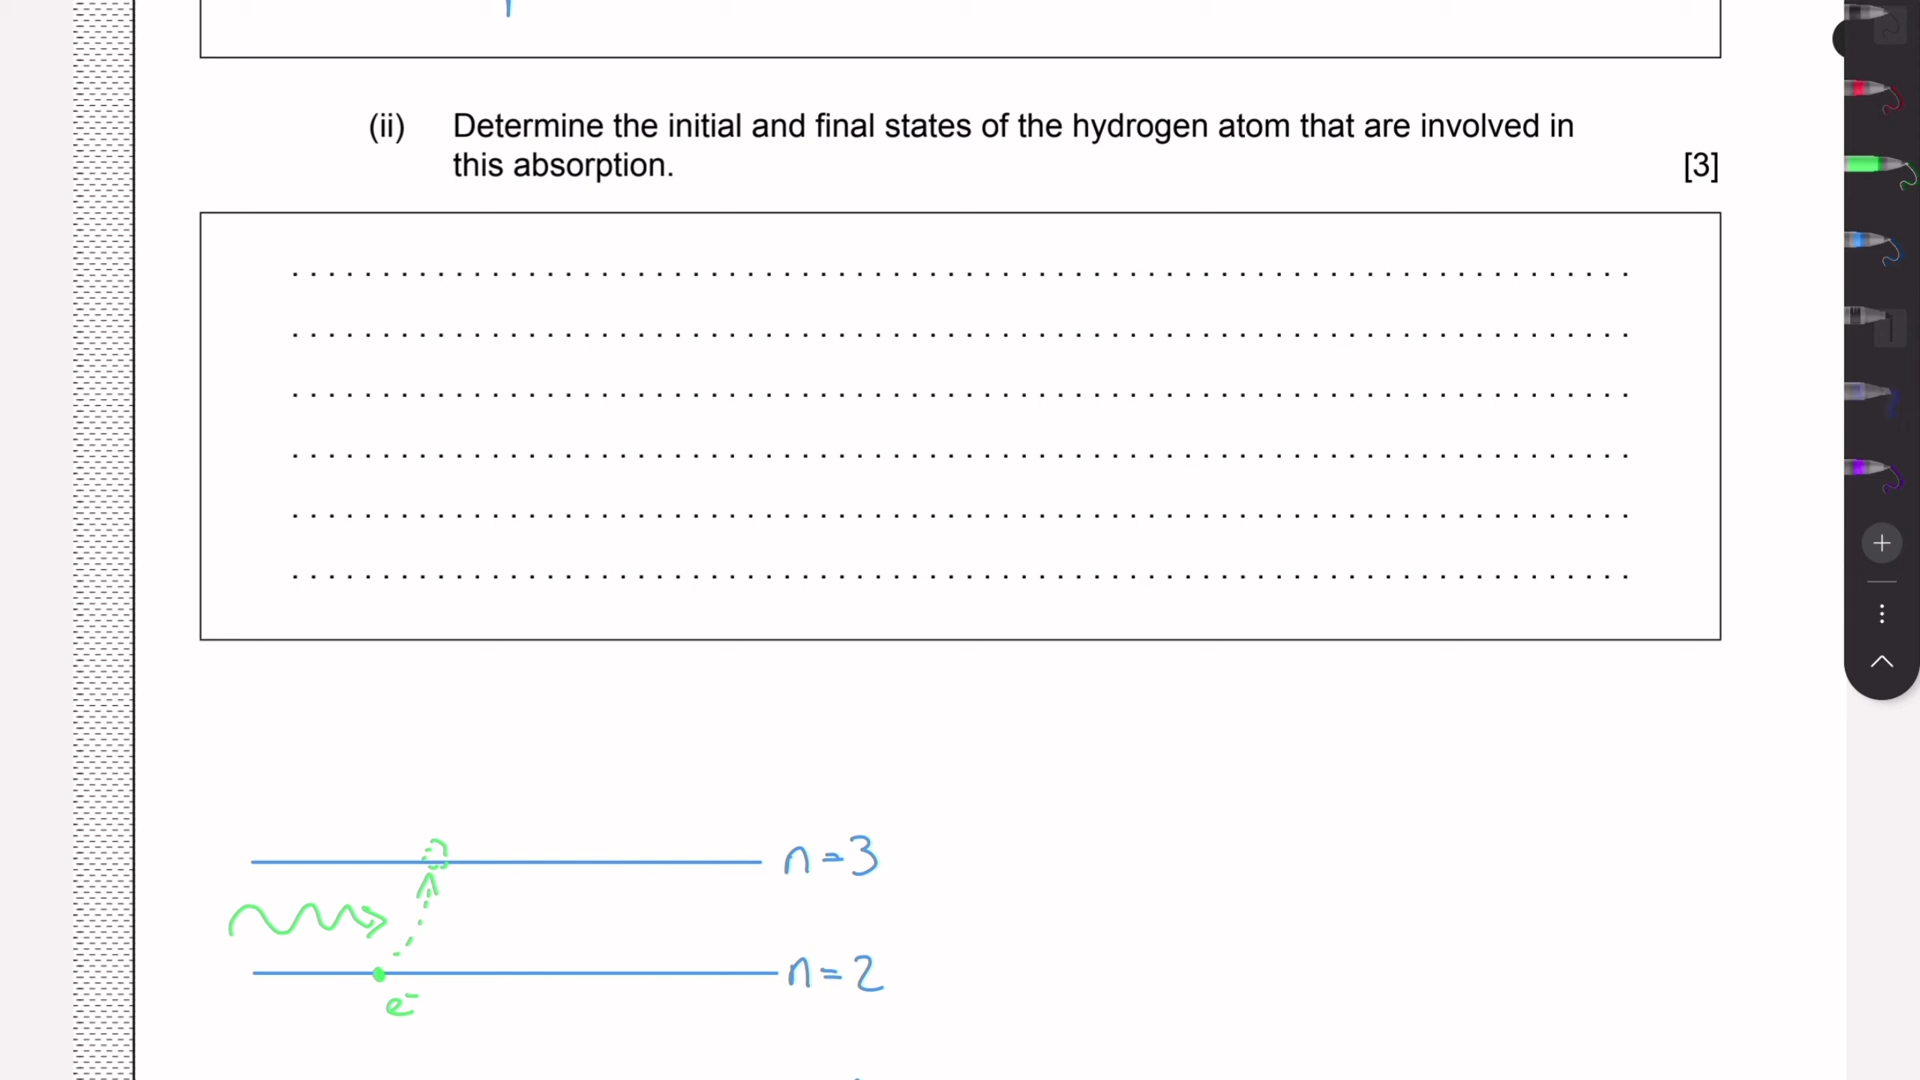 (ii) Determine the initial and final states of the hydrogen atom that are involved in
this absorption. [3]
n=3
n=2
e⁻